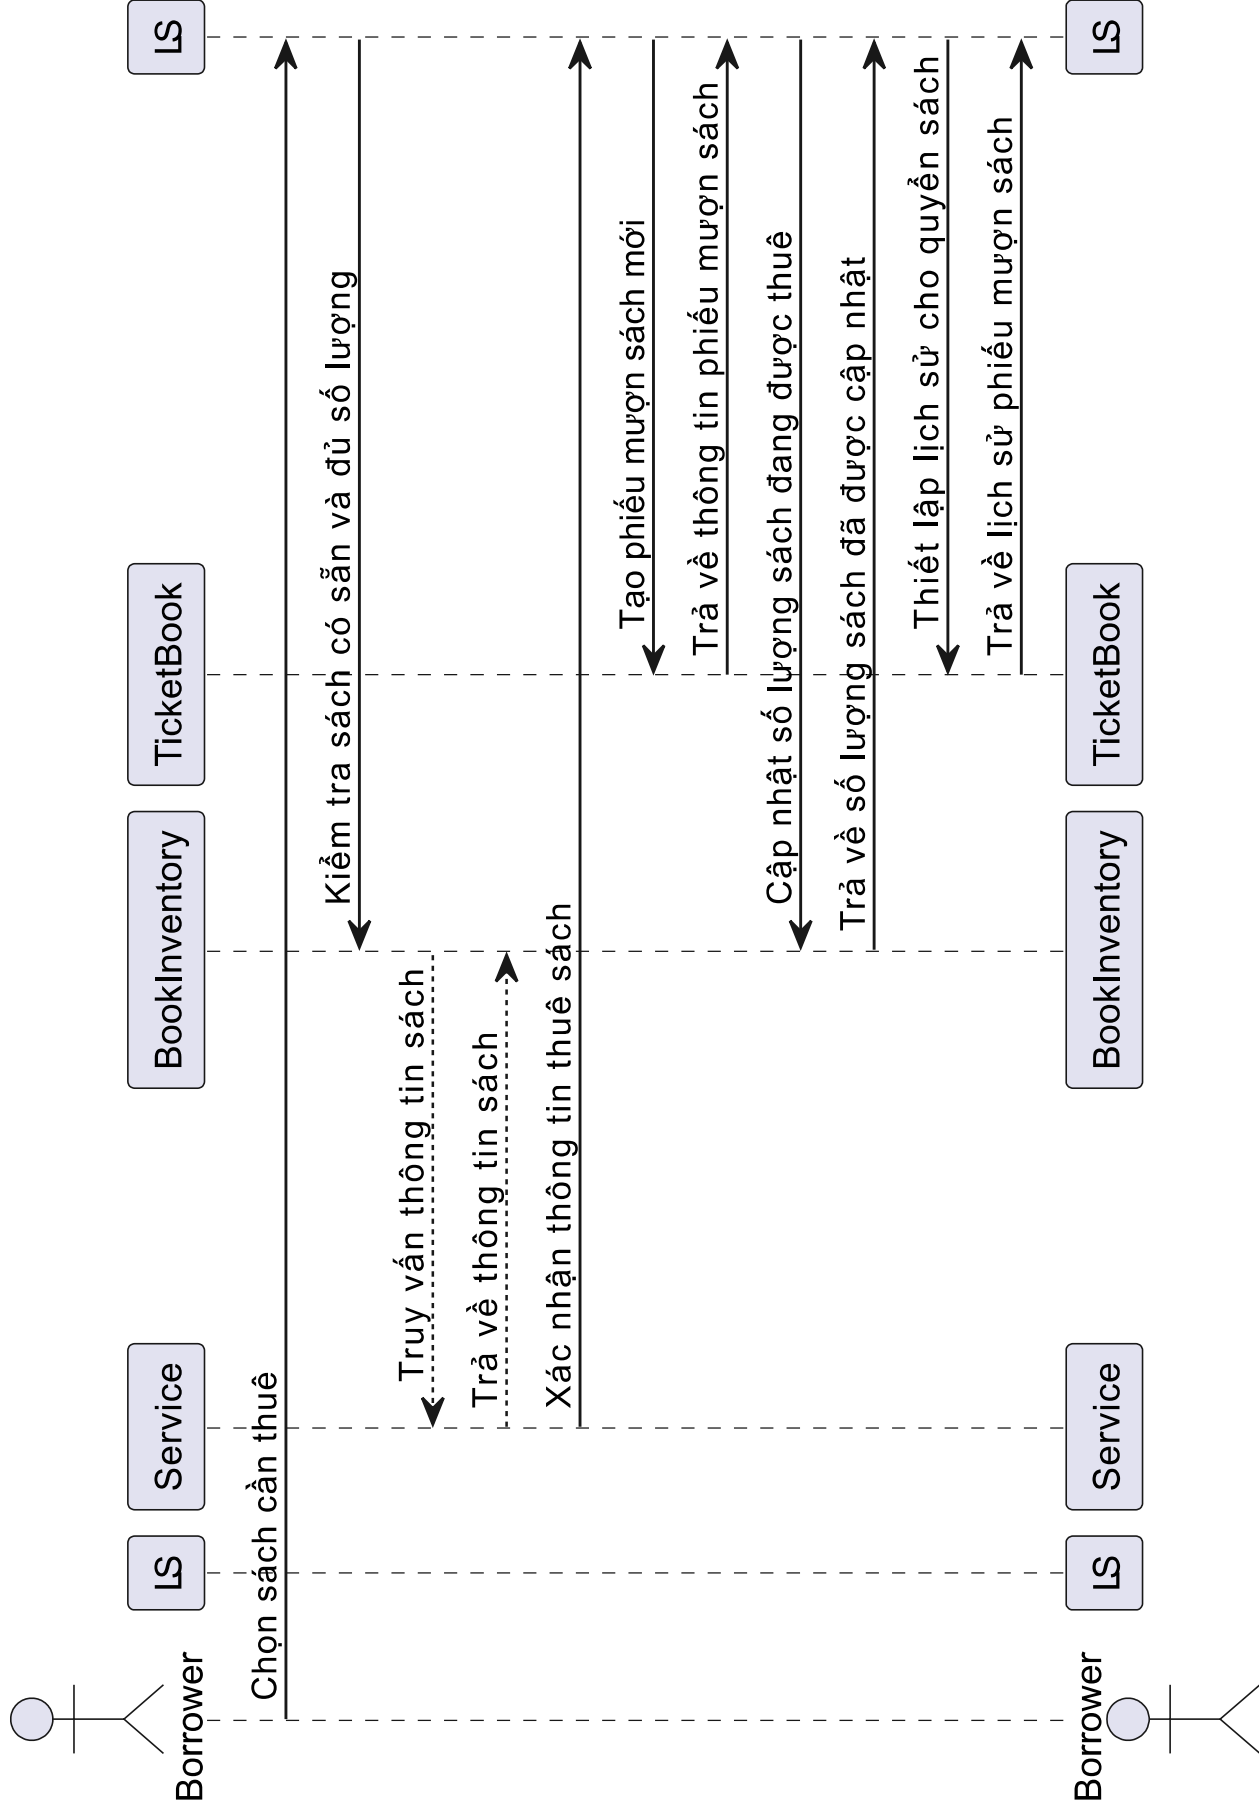 Borrower
LS
Service
BookInventory
TicketBook
LS
Chọn sách cần thuê
Kiểm tra sách có sẵn và đủ số lượng
Truy vấn thông tin sách
Trả về thông tin sách
Xác nhận thông tin thuê sách
Tạo phiếu mượn sách mới
Trả về thông tin phiếu mượn sách
Cập nhật số lượng sách đang được thuê
Trả về số lượng sách đã được cập nhật
Thiết lập lịch sử cho quyển sách
Trả về lịch sử phiếu mượn sách
Borrower
LS
Service
BookInventory
TicketBook
LS